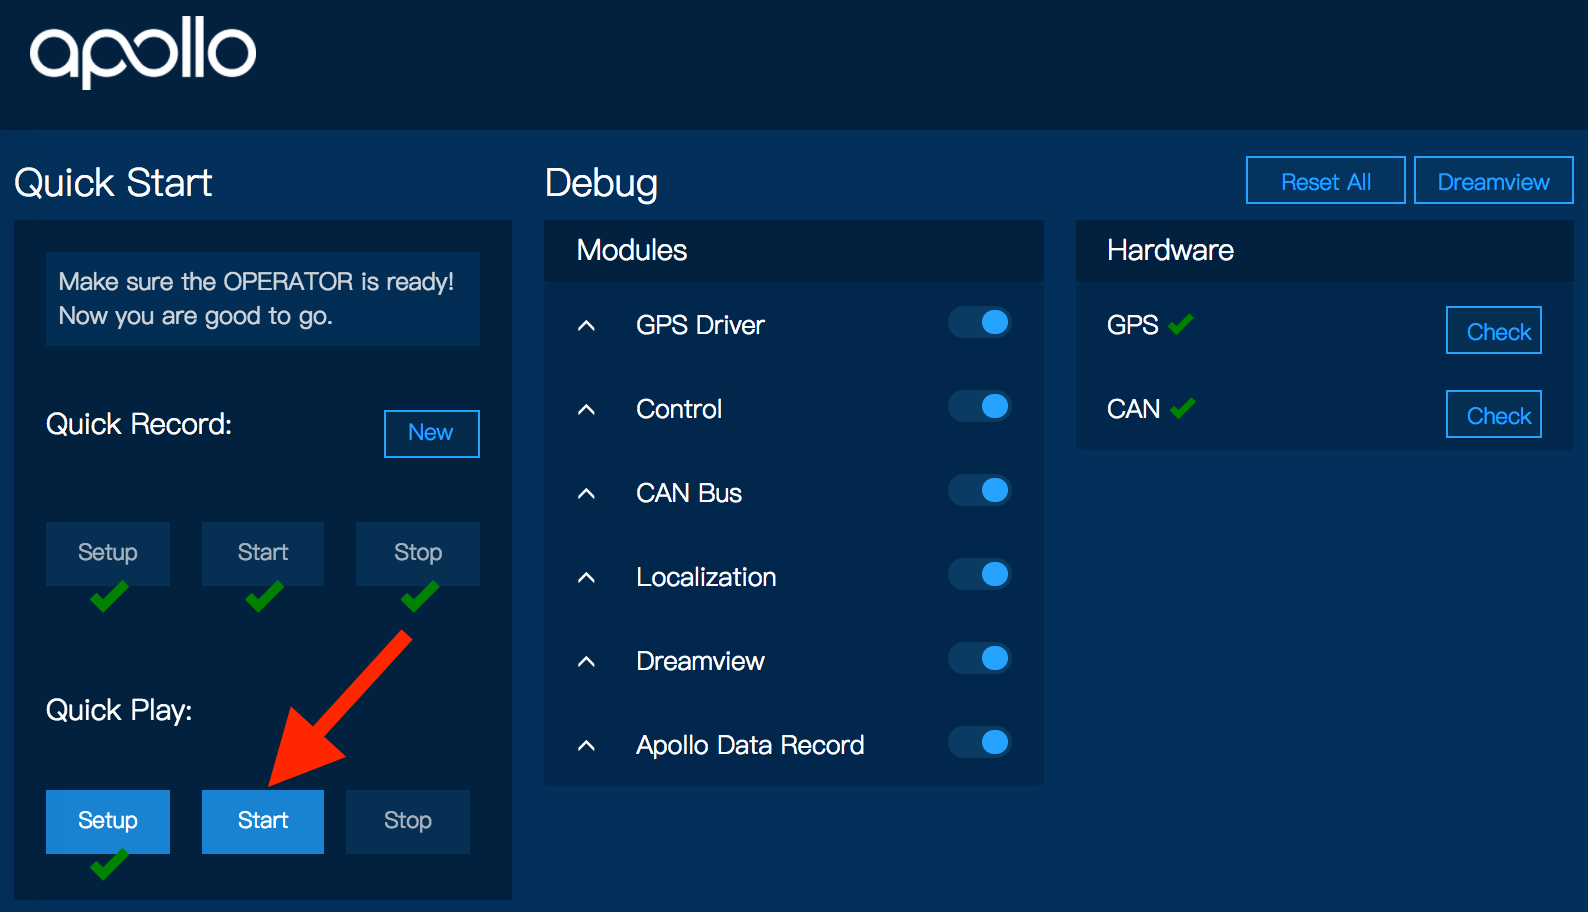 apollo
Quick Start
Make sure the OPERATOR is ready!
Now you are good to go.
Quick Record:
New
Setup
Start
Stop
Quick Play:
Setup
Start
Stop
Debug
Reset All
Dreamview
Modules
GPS Driver
Control
CAN Bus
Localization
Dreamview
Apollo Data Record
Hardware
GPS
Check
CAN
Check